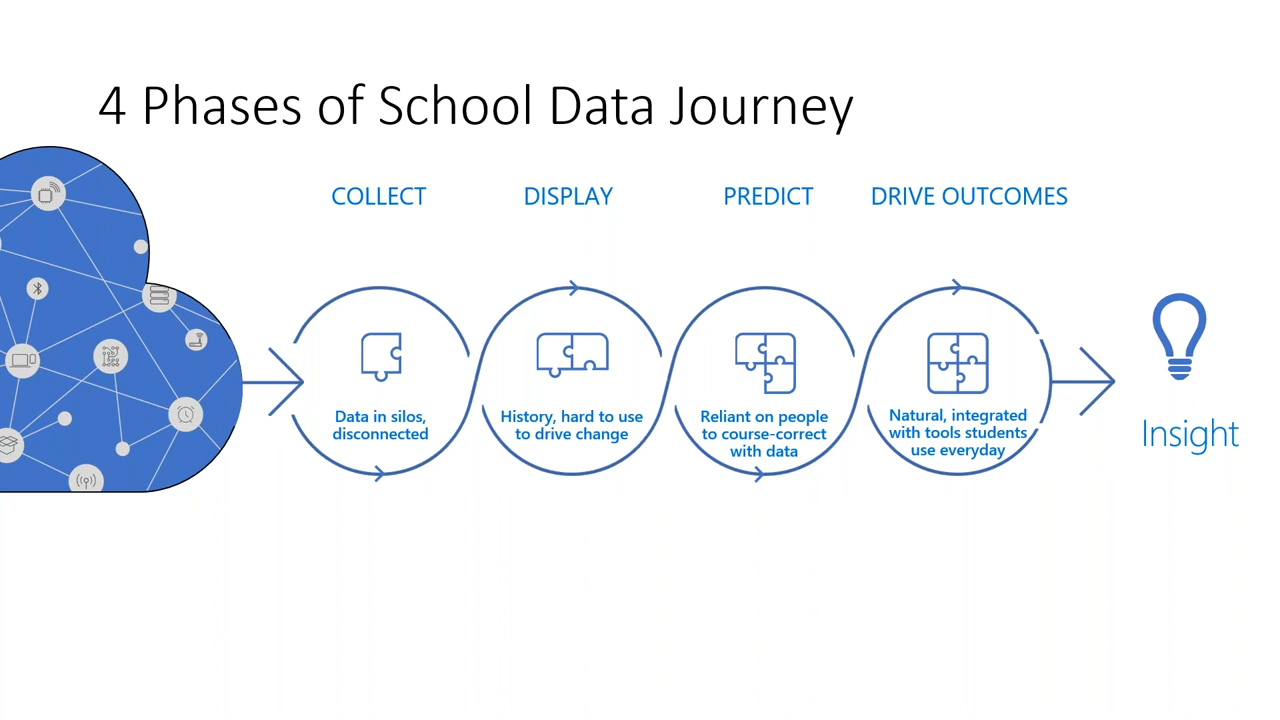 4 Phases of School Data Journey
COLLECT
DISPLAY
PREDICT
DRIVE OUTCOMES
Data in silos,
disconnected
History, hard to use
to drive change
Reliant on people
to course-correct
with data
Natural, integrated
with tools students
use everyday
Insight